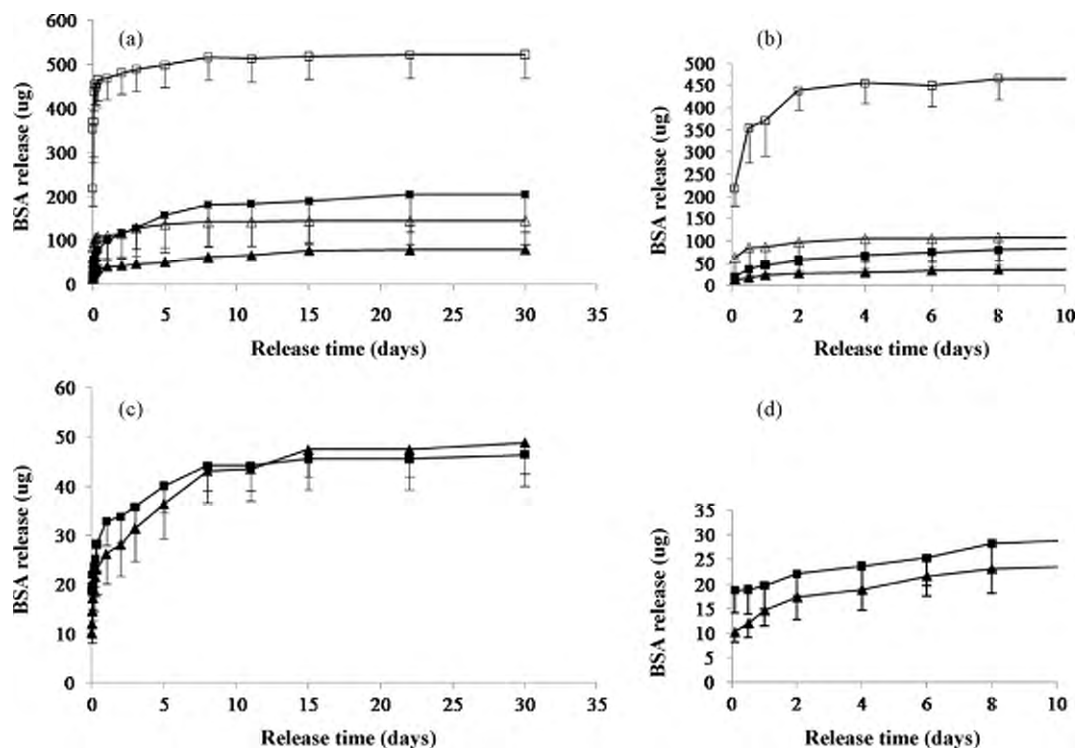 (a)
BSA release (ug)
600
500
400
300
200
100
0
0 5 10 15 20 25 30 35
Release time (days)
(b)
BSA release (ug)
500
450
400
350
300
250
200
150
100
50
0
0 2 4 6 8 10
Release time (days)
(c)
BSA release (ug)
60
50
40
30
20
10
0
0 5 10 15 20 25 30 35
Release time (days)
(d)
BSA release (ug)
35
30
25
20
15
10
5
0
0 2 4 6 8 10
Release time (days)